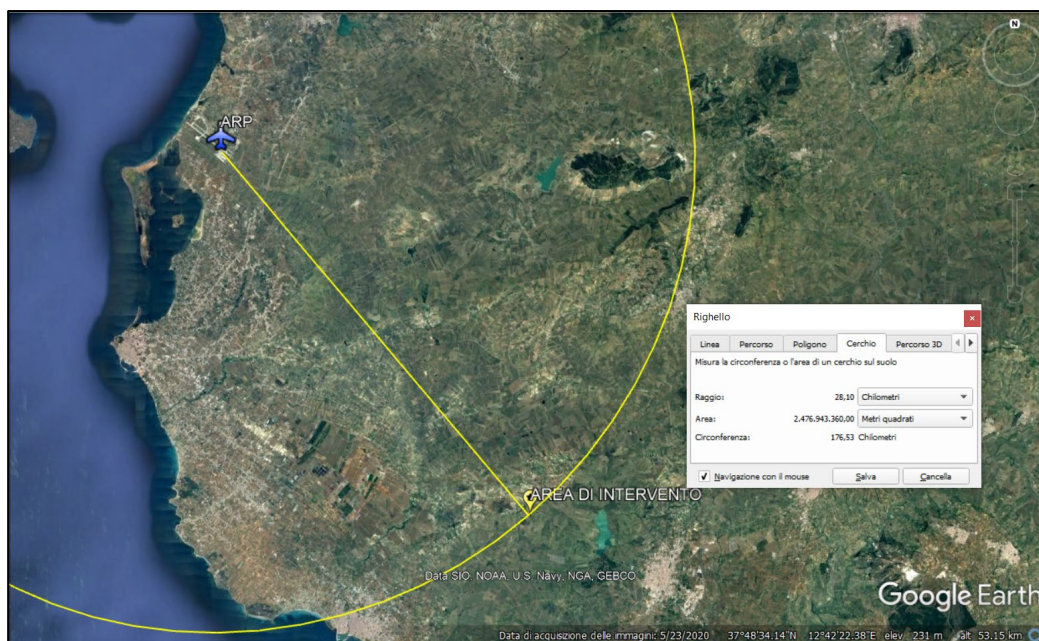 N
ARP
Righello
Linea Percorso Poligono Cerchio Percorso 3D
Misura la circonferenza o l'area di un cerchio sul suolo
Raggio: 28,10 Chilometri
Area: 2.476.943.360,00 Metri quadrati
Circonferenza: 176,53 Chilometri
Navigazione con il mouse Salva Cancella
AREA DI INTERVENTO
Data SIO, NOAA, U.S. Navy, NGA, GEBCO
Google Earth
Data di acquisizione delle immagini: 5/23/2020 37°48'34.14"N 12°42'22.38"E elev 231 m alt 53.15 km